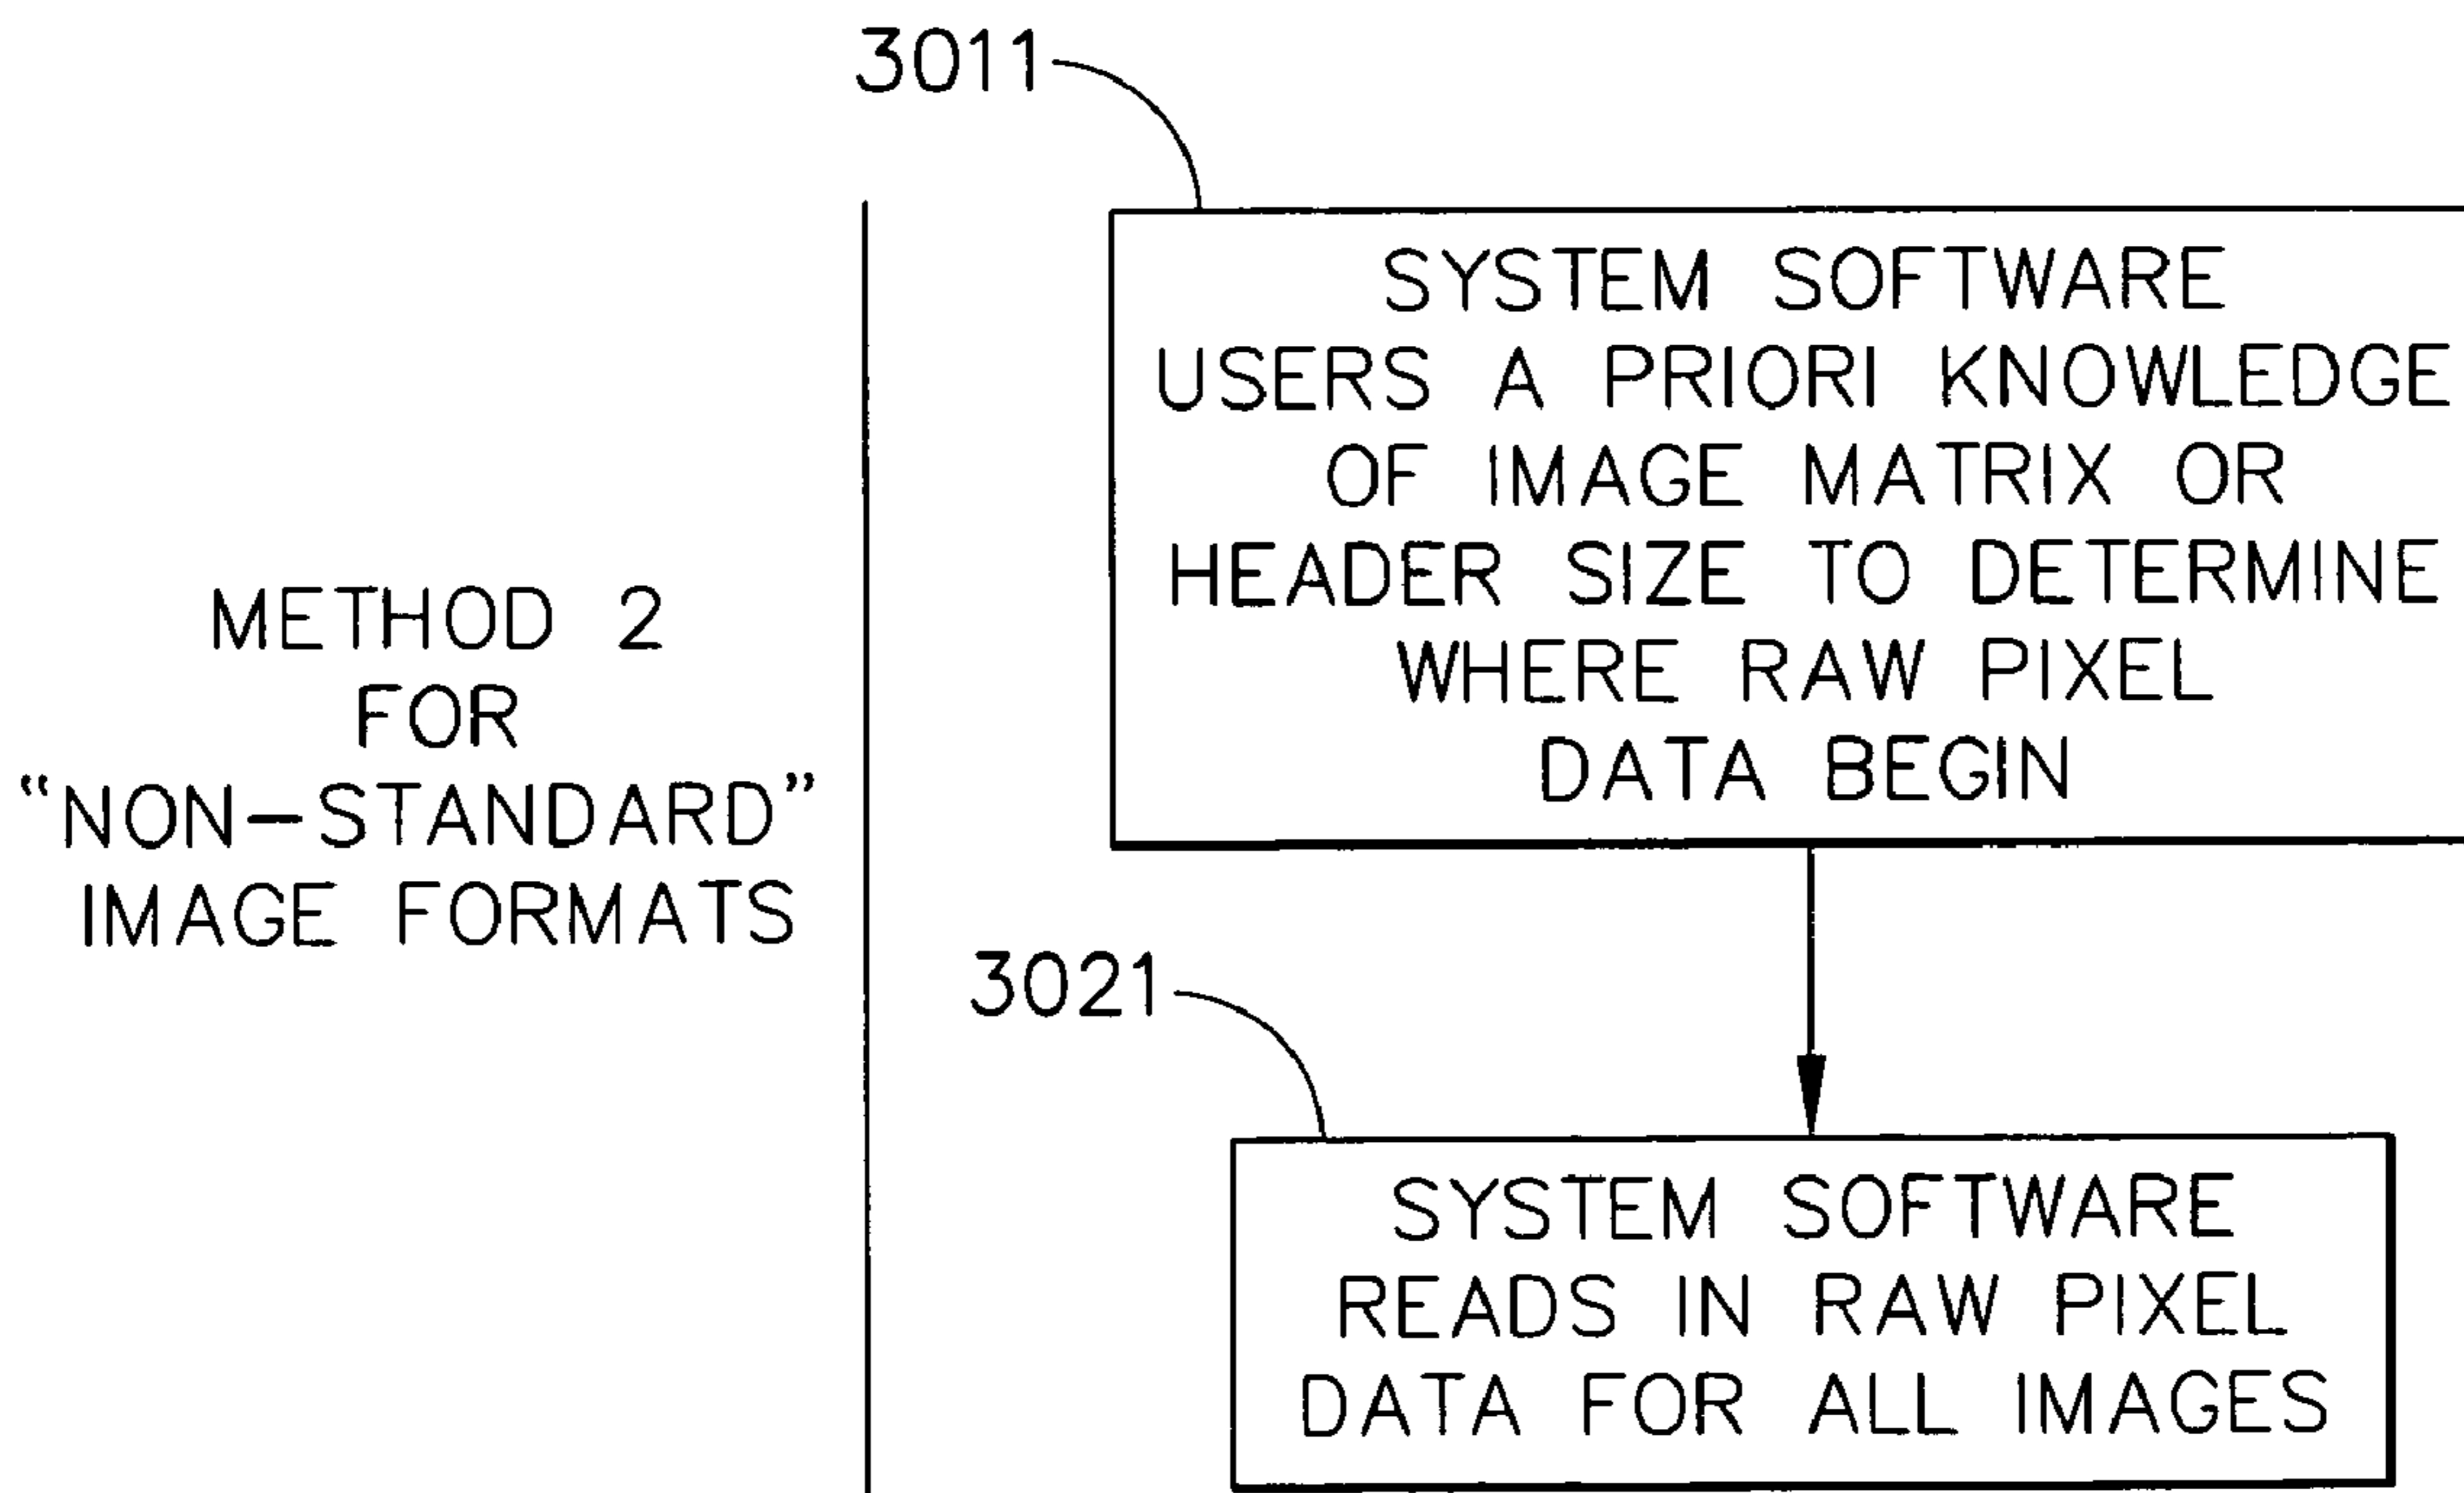 3011
SYSTEM SOFTWARE
USERS A PRIORI KNOWLEDGE
OF IMAGE MATRIX OR
HEADER SIZE TO DETERMINE
WHERE RAW PIXEL
DATA BEGIN
METHOD 2
FOR
“NON–STANDARD”
IMAGE FORMATS
3021
SYSTEM SOFTWARE
READS IN RAW PIXEL
DATA FOR ALL IMAGES